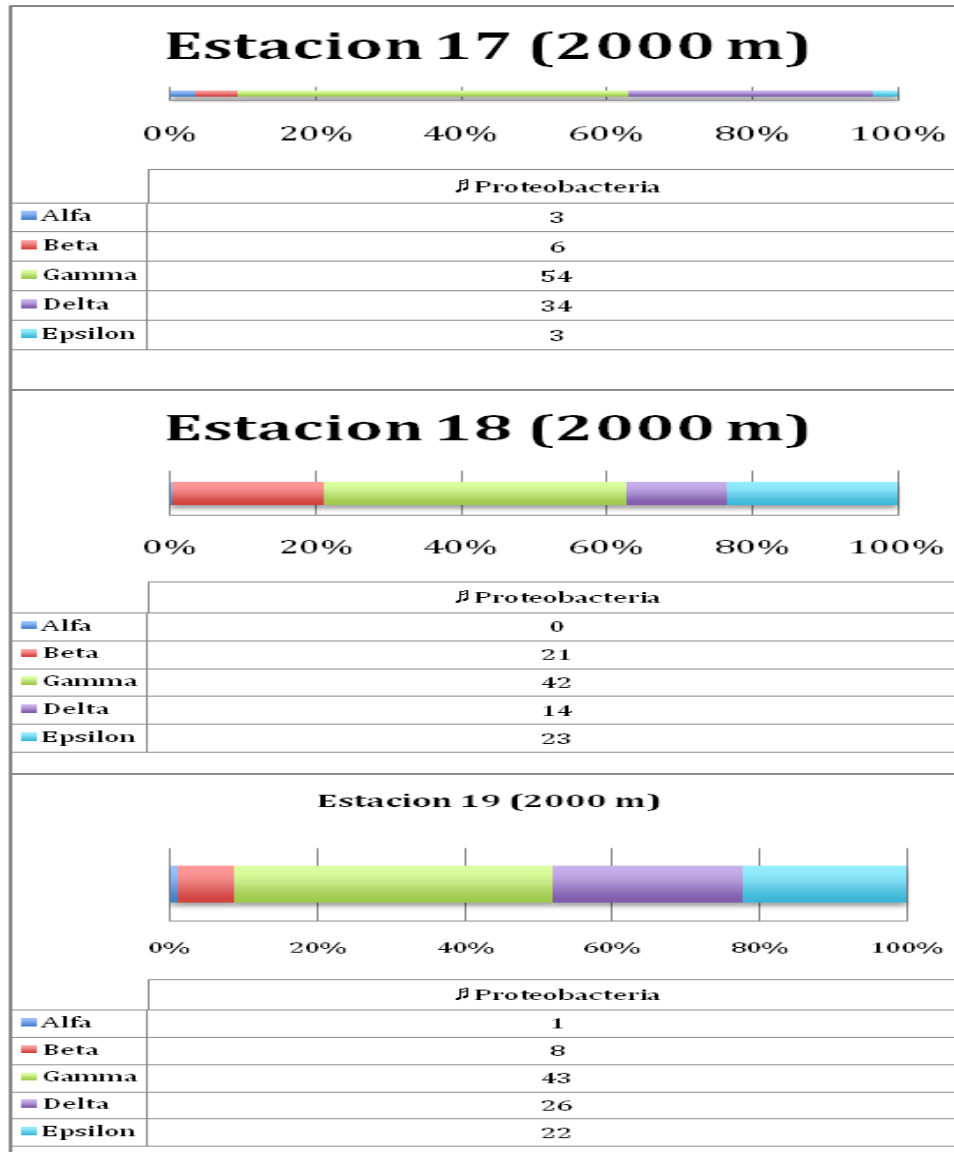 Estacion 17 (2000 m)
0% 20% 40% 60% 80% 100%
♬ Proteobacteria
Alfa 3
Beta 6
Gamma 54
Delta 34
Epsilon 3
Estacion 18 (2000 m)
0% 20% 40% 60% 80% 100%
♬ Proteobacteria
Alfa 0
Beta 21
Gamma 42
Delta 14
Epsilon 23
Estacion 19 (2000 m)
0% 20% 40% 60% 80% 100%
♬ Proteobacteria
Alfa 1
Beta 8
Gamma 43
Delta 26
Epsilon 22